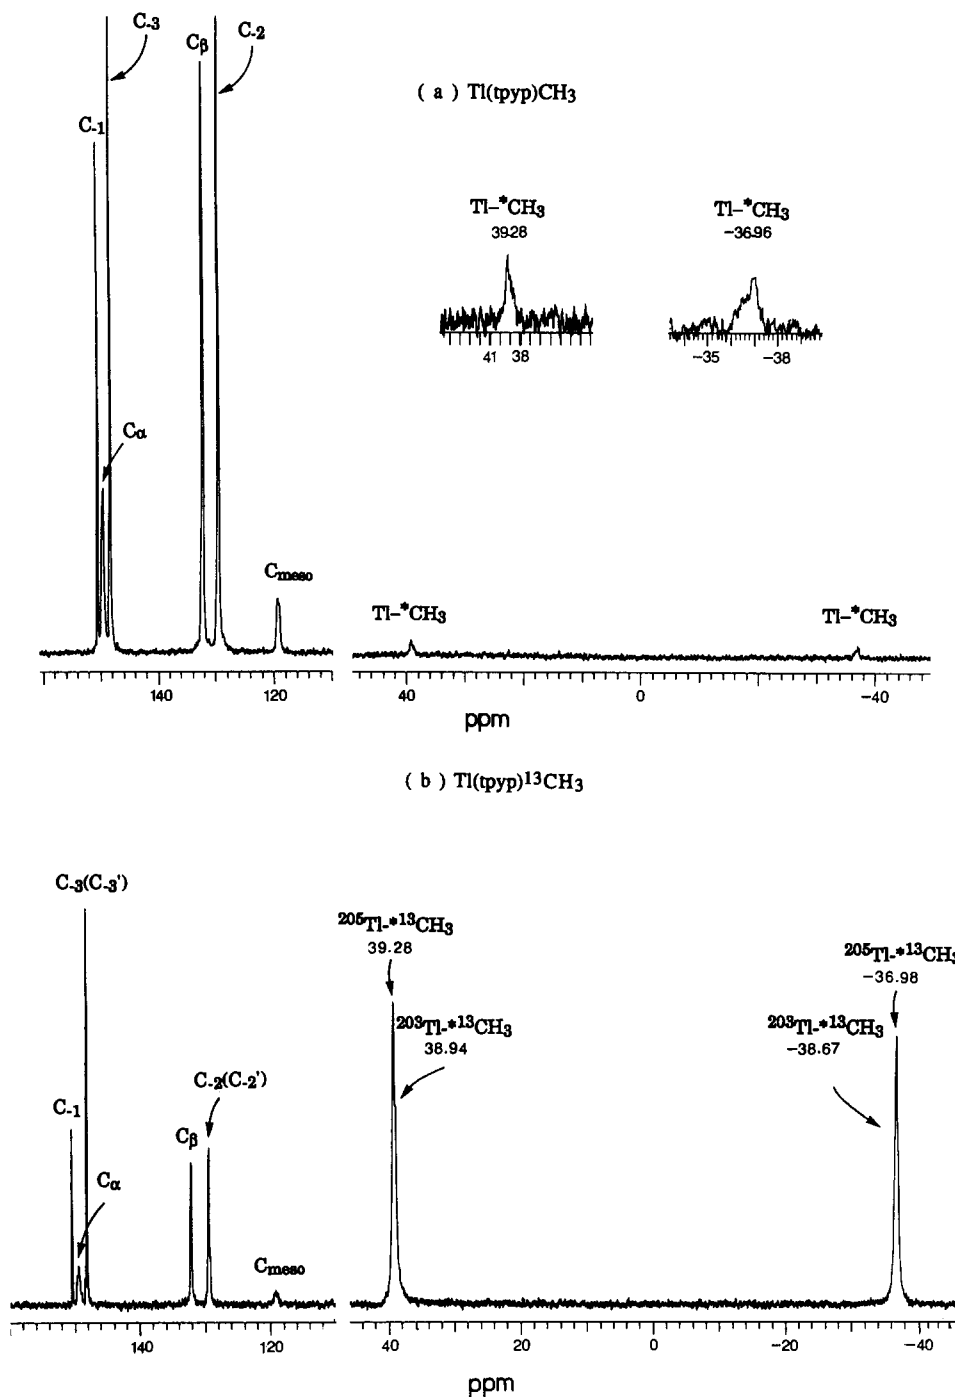 C-3
Cβ
C-2
C-1
( a ) Tl(tpyp)CH3
Tl-*CH3
39.28
Tl-*CH3
-36.96
41 38
-35 -38
Cα
Cmeso
Tl-*CH3
Tl-*CH3
140 120 40 0 -40
ppm
( b ) Tl(tpyp)13CH3
C-3(C-3')
205Tl-*13CH3
39.28
205Tl-*13CH3
-36.98
203Tl-*13CH3
38.94
203Tl-*13CH3
-38.67
C-2(C-2')
C-1
Cβ
Cα
Cmeso
140 120 40 20 0 -20 -40
ppm